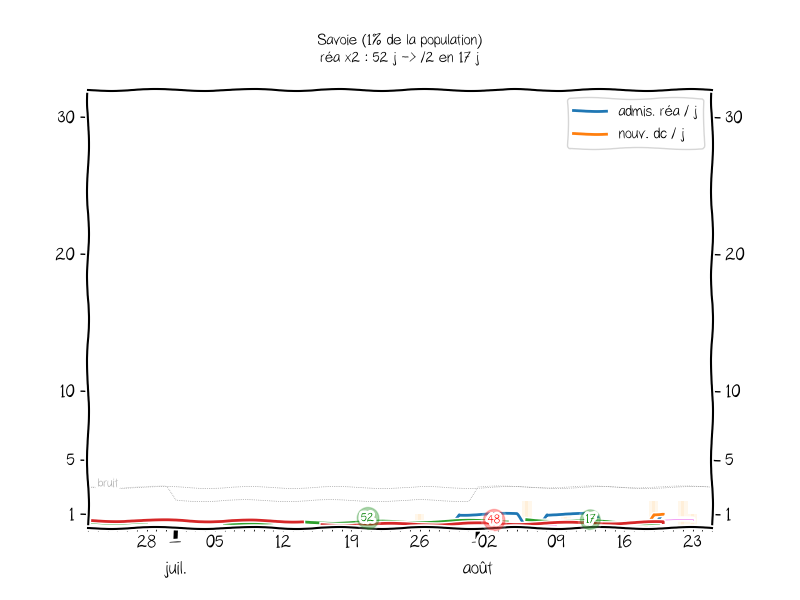 Savoie (1% de la population)
réa x2 : 52 j -> /2 en 17 j
admis. réa / j
nouv. dc / j
30 30
20 20
10 10
5 5
bruit
1 1
52 48 17
28 05 12 19 26 02 09 16 23
juil. août